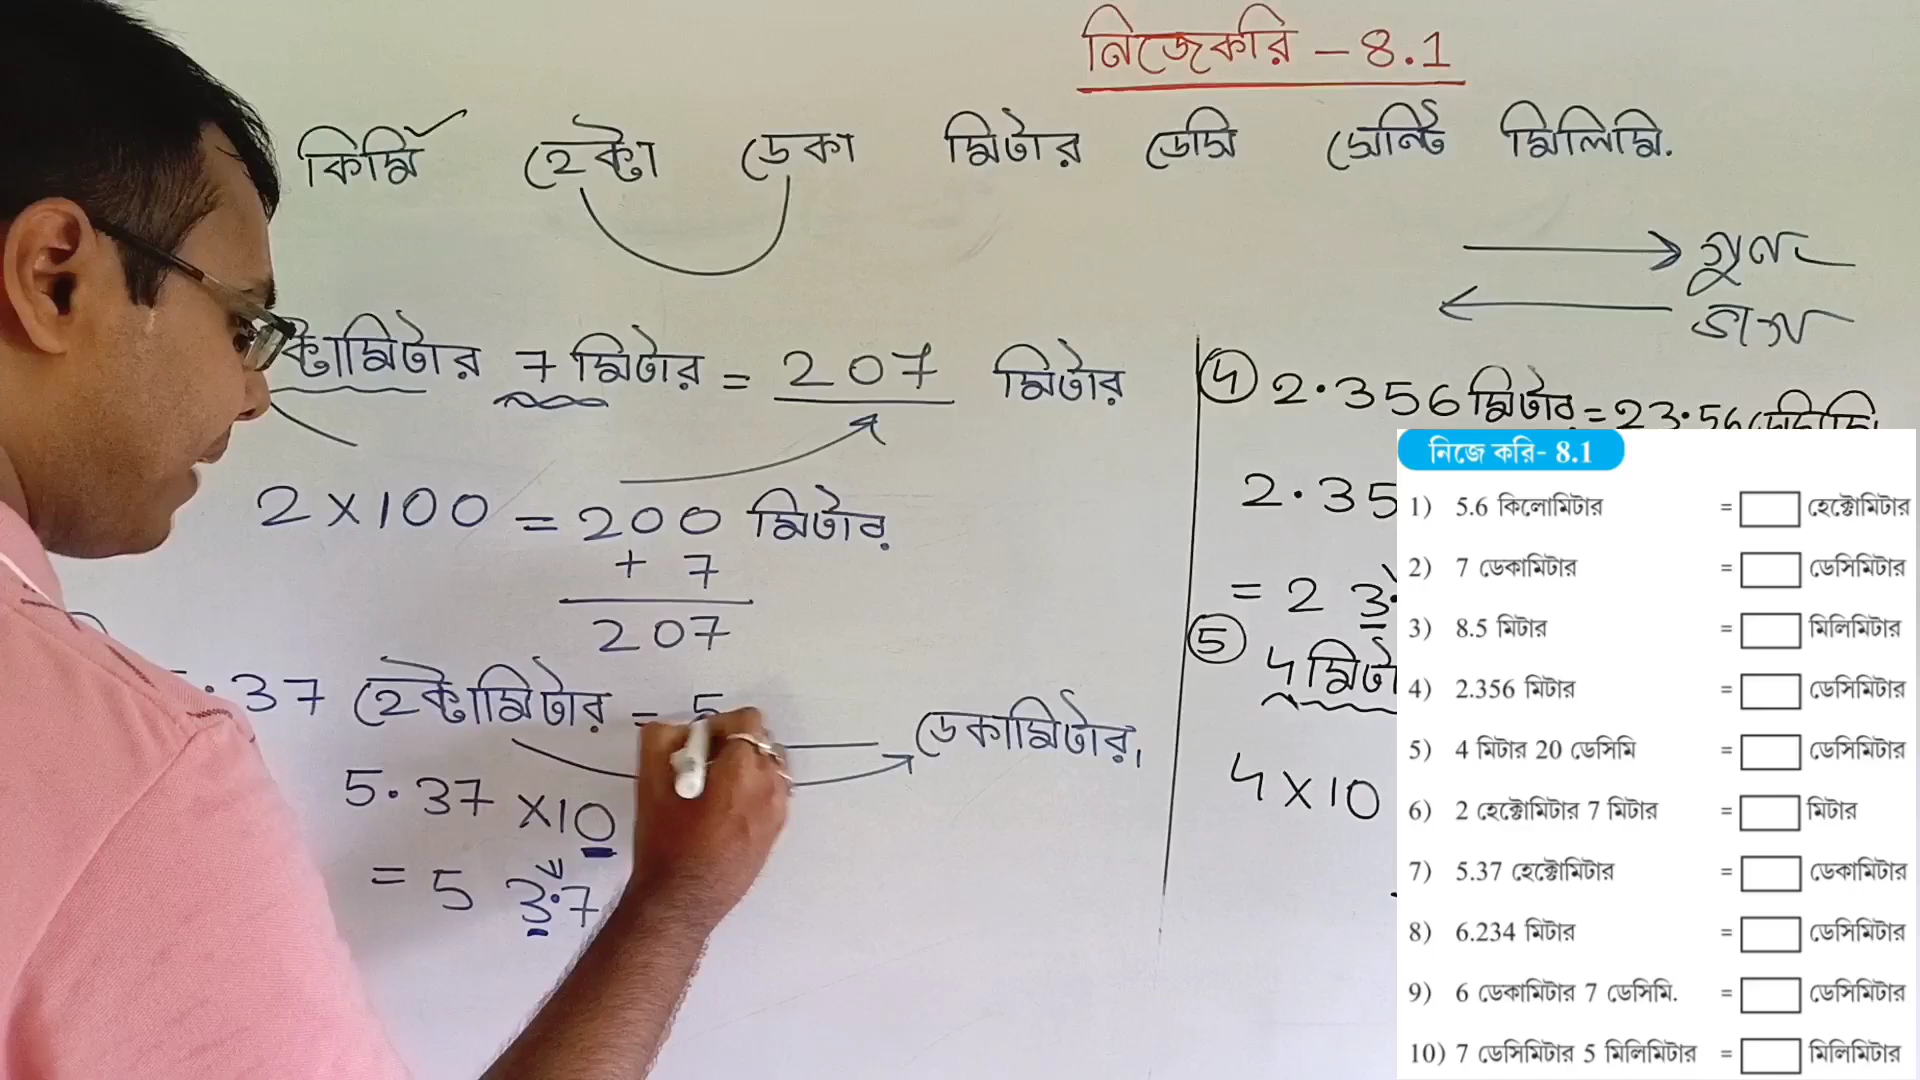 নিজেকরি - 8.1
কিমি হেক্টো ডেকা মিটার ডেসি সেন্টি মিলিমি.
গুণ
ভাগ
ক্টোমিটার 7 মিটার = 207 মিটার
2 × 100 = 200 মিটার
+ 7
207
.37 হেক্টোমিটার = 5
ডেকামিটার।
5.37 × 10
= 5 3.7
4 2.356 মিটার = 23.56
2.35
= 2 3.
5 4 মিটা
4 × 10
নিজে করি- 8.1
1) 5.6 কিলোমিটার = হেক্টোমিটার
2) 7 ডেকামিটার = ডেসিমিটার
3) 8.5 মিটার = মিলিমিটার
4) 2.356 মিটার = ডেসিমিটার
5) 4 মিটার 20 ডেসিমি = ডেসিমিটার
6) 2 হেক্টোমিটার 7 মিটার = মিটার
7) 5.37 হেক্টোমিটার = ডেকামিটার
8) 6.234 মিটার = ডেসিমিটার
9) 6 ডেকামিটার 7 ডেসিমি. = ডেসিমিটার
10) 7 ডেসিমিটার 5 মিলিমিটার = মিলিমিটার